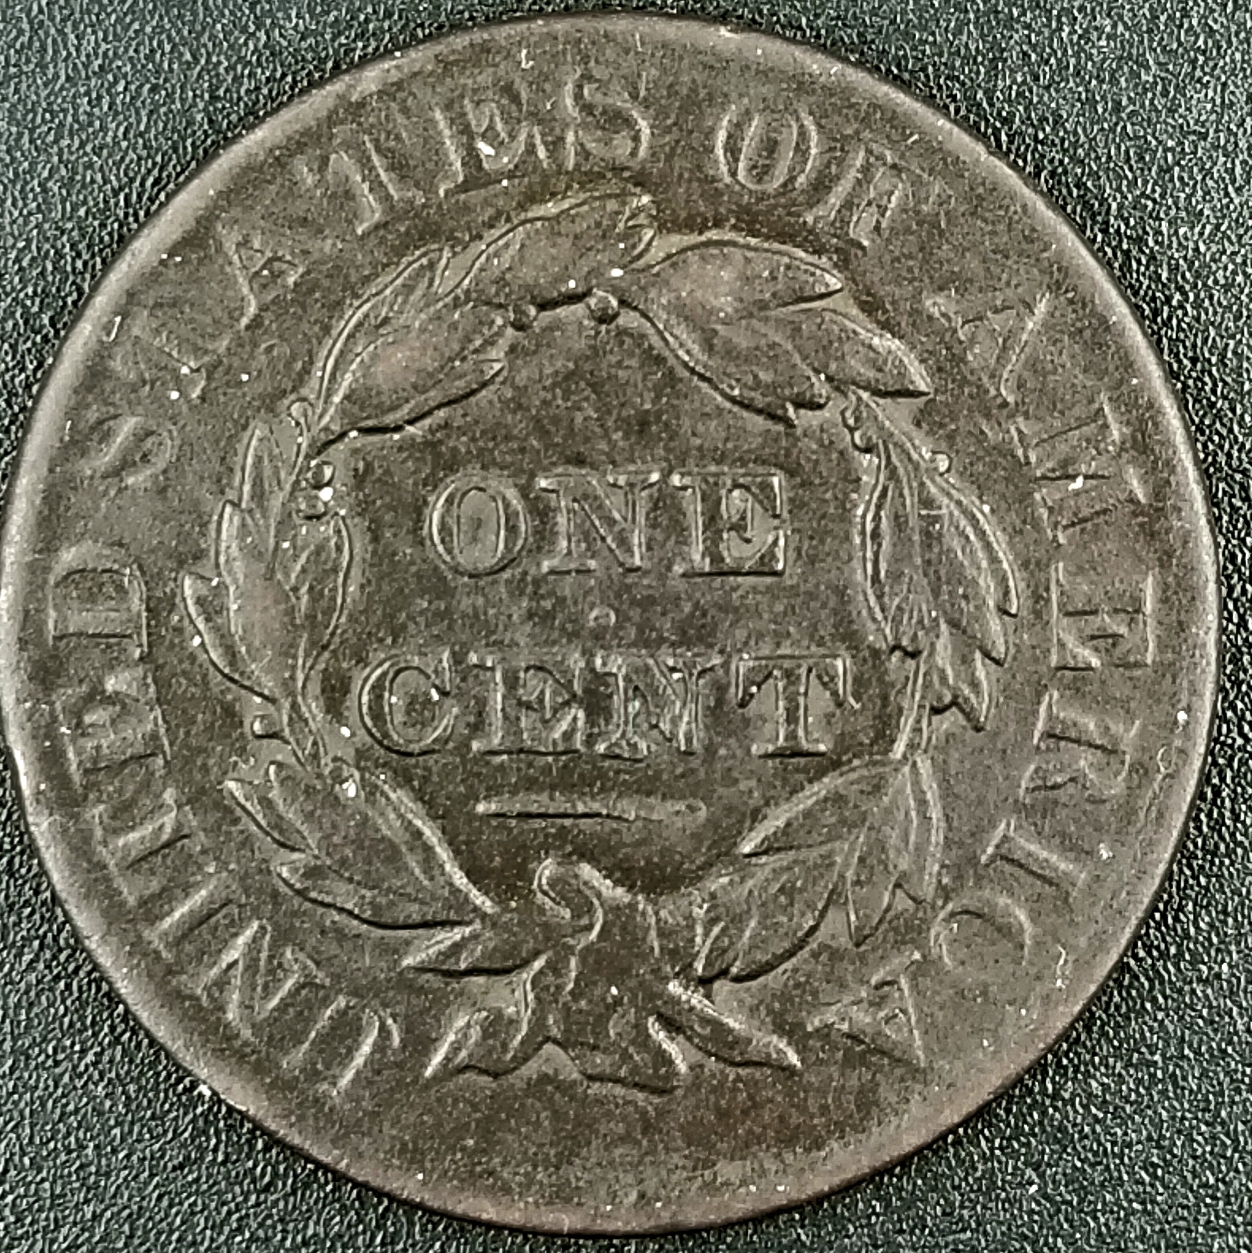 UNITED STATES OF AMERICA
ONE
CENT